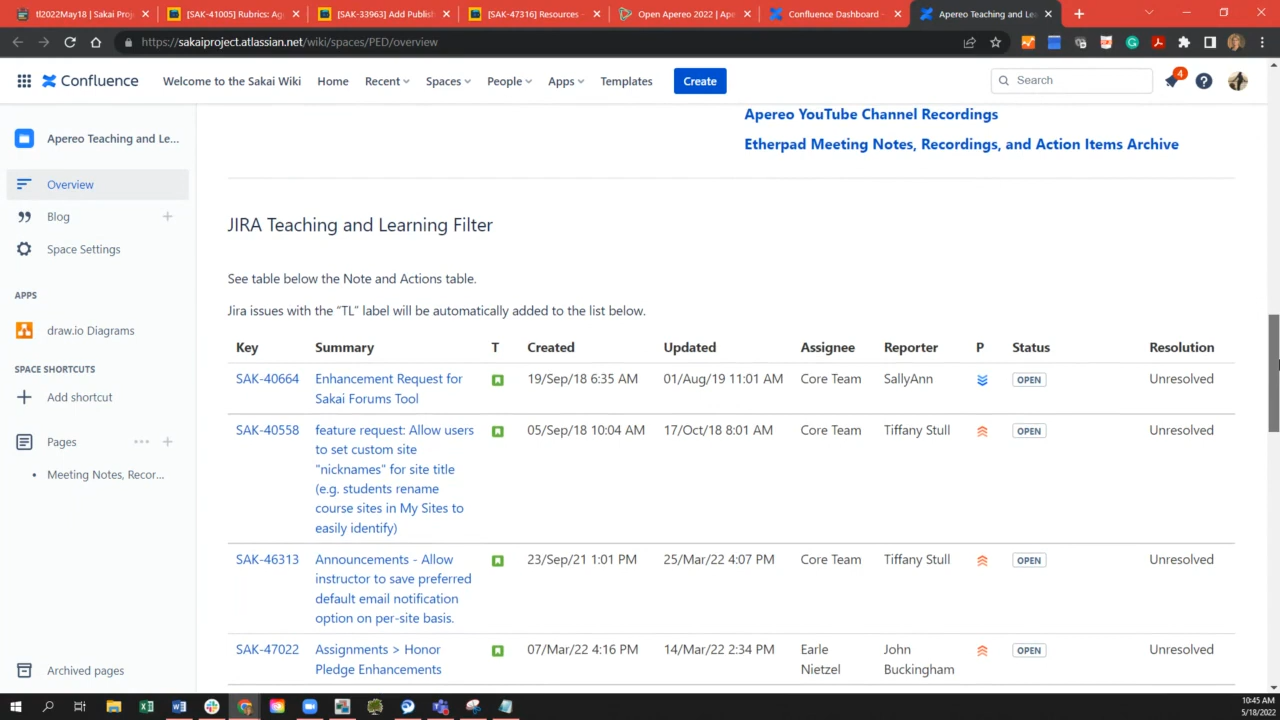 tl2022May18 | Sakai Proj
[SAK-41005] Rubrics: Ag
[SAK-33963] Add Publist
[SAK-47316] Resources -
Open Apereo 2022 | Ape
Confluence Dashboard -
Apereo Teaching and Lea
https://sakaiproject.atlassian.net/wiki/spaces/PED/overview
Confluence
Welcome to the Sakai Wiki
Home
Recent
Spaces
People
Apps
Templates
Create
Search
4
Apereo Teaching and Le...
Overview
Blog
Space Settings
APPS
draw.io Diagrams
SPACE SHORTCUTS
Add shortcut
Pages
Meeting Notes, Recor...
Archived pages
Apereo YouTube Channel Recordings
Etherpad Meeting Notes, Recordings, and Action Items Archive
JIRA Teaching and Learning Filter
See table below the Note and Actions table.
Jira issues with the “TL” label will be automatically added to the list below.
Key Summary T Created Updated Assignee Reporter P Status Resolution
SAK-40664 Enhancement Request for 19/Sep/18 6:35 AM 01/Aug/19 11:01 AM Core Team SallyAnn OPEN Unresolved
Sakai Forums Tool
SAK-40558 feature request: Allow users 05/Sep/18 10:04 AM 17/Oct/18 8:01 AM Core Team Tiffany Stull OPEN Unresolved
to set custom site
"nicknames" for site title
(e.g. students rename
course sites in My Sites to
easily identify)
SAK-46313 Announcements - Allow 23/Sep/21 1:01 PM 25/Mar/22 4:07 PM Core Team Tiffany Stull OPEN Unresolved
instructor to save preferred
default email notification
option on per-site basis.
SAK-47022 Assignments > Honor 07/Mar/22 4:16 PM 14/Mar/22 2:34 PM Earle John OPEN Unresolved
Pledge Enhancements Nietzel Buckingham
10:45 AM
5/18/2022